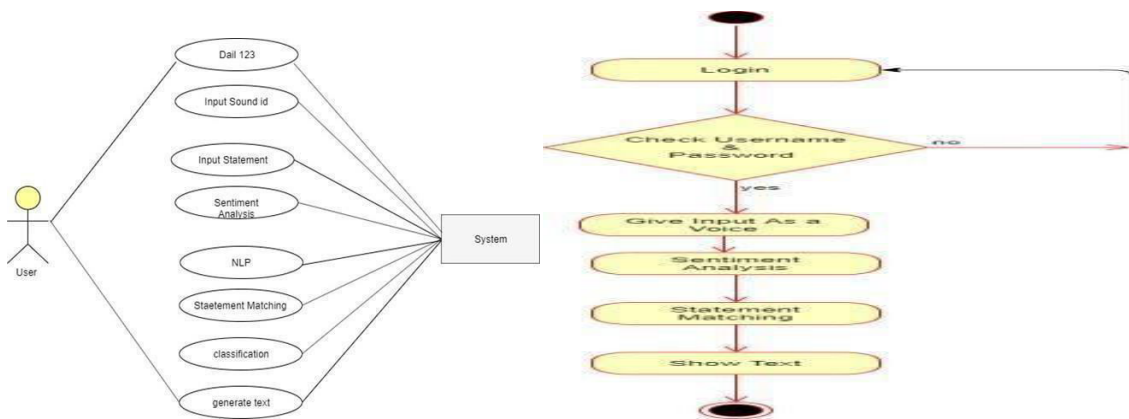 Dail 123
Input Sound id
Input Statement
Sentiment
Analysis
NLP
Staetement Matching
classification
generate text
User
System
Login
Check Username
&
Password
no
yes
Give Input As a
Voice
Sentiment
Analysis
Statement
Matching
Show Text